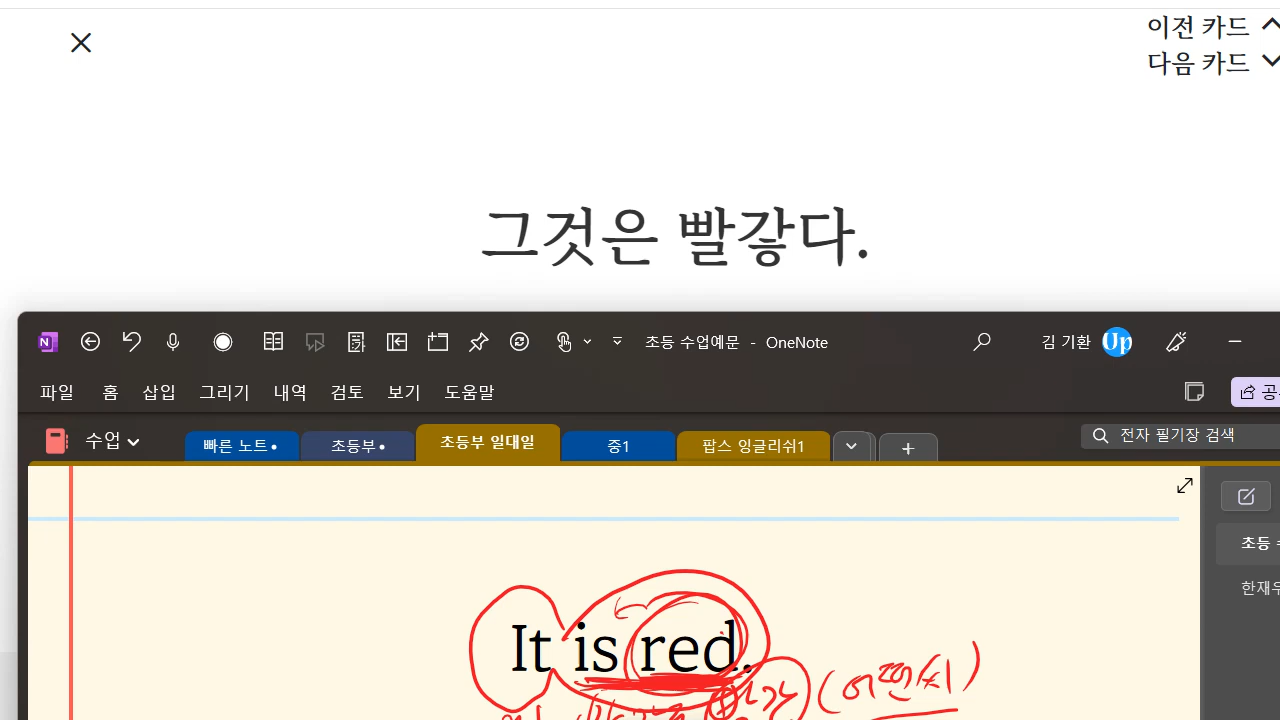 이전 카드
다음 카드
그것은 빨갛다.
초등 수업예문 - OneNote
김 기환
Up
파일 홈 삽입 그리기 내역 검토 보기 도움말
수업
빠른 노트
초등부
초등부 일대일
중1
팝스 잉글리쉬1
전자 필기장 검색
초등
한재우
It is red.